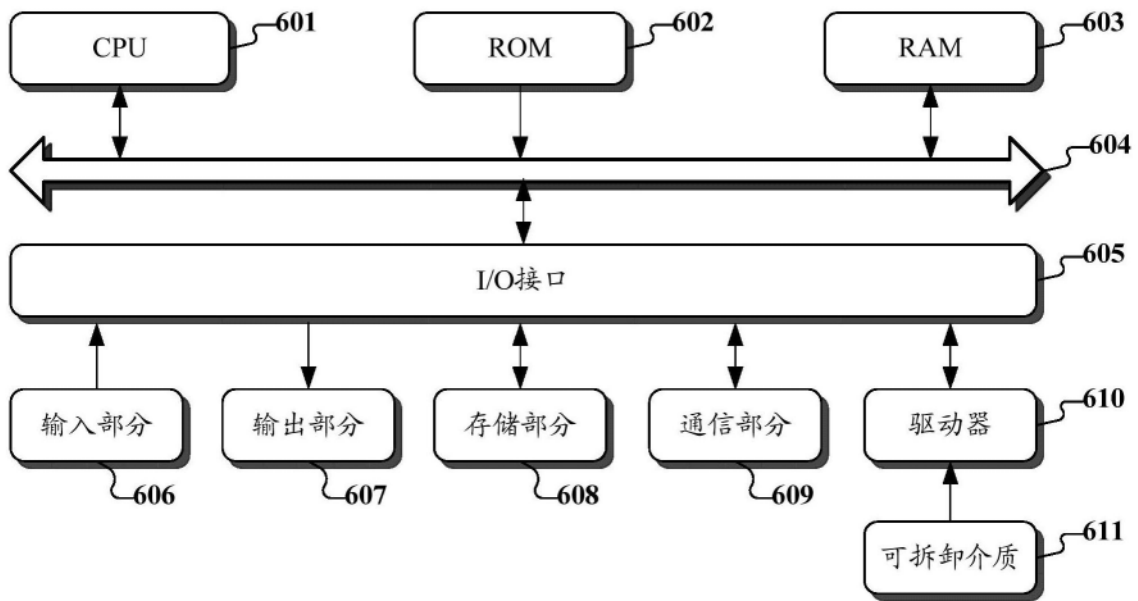 CPU
601
ROM
602
RAM
603
604
I/O接口
605
输入部分
606
输出部分
607
存储部分
608
通信部分
609
驱动器
610
可拆卸介质
611